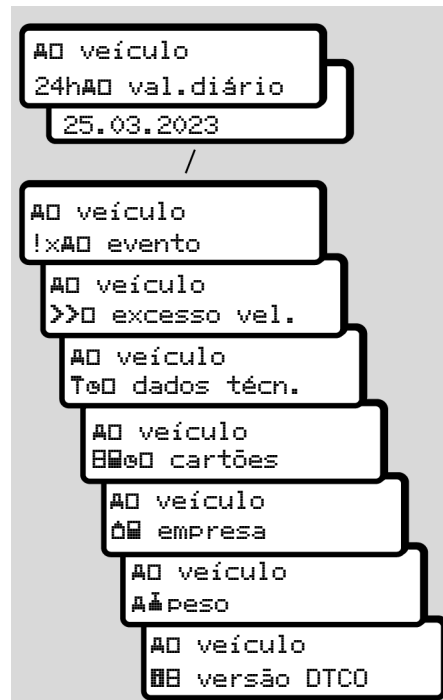 veículo
24h val.diário
25.03.2023
/
veículo
!x evento
veículo
>> excesso vel.
veículo
dados técn.
veículo
cartões
veículo
empresa
veículo
peso
veículo
versão DTCO